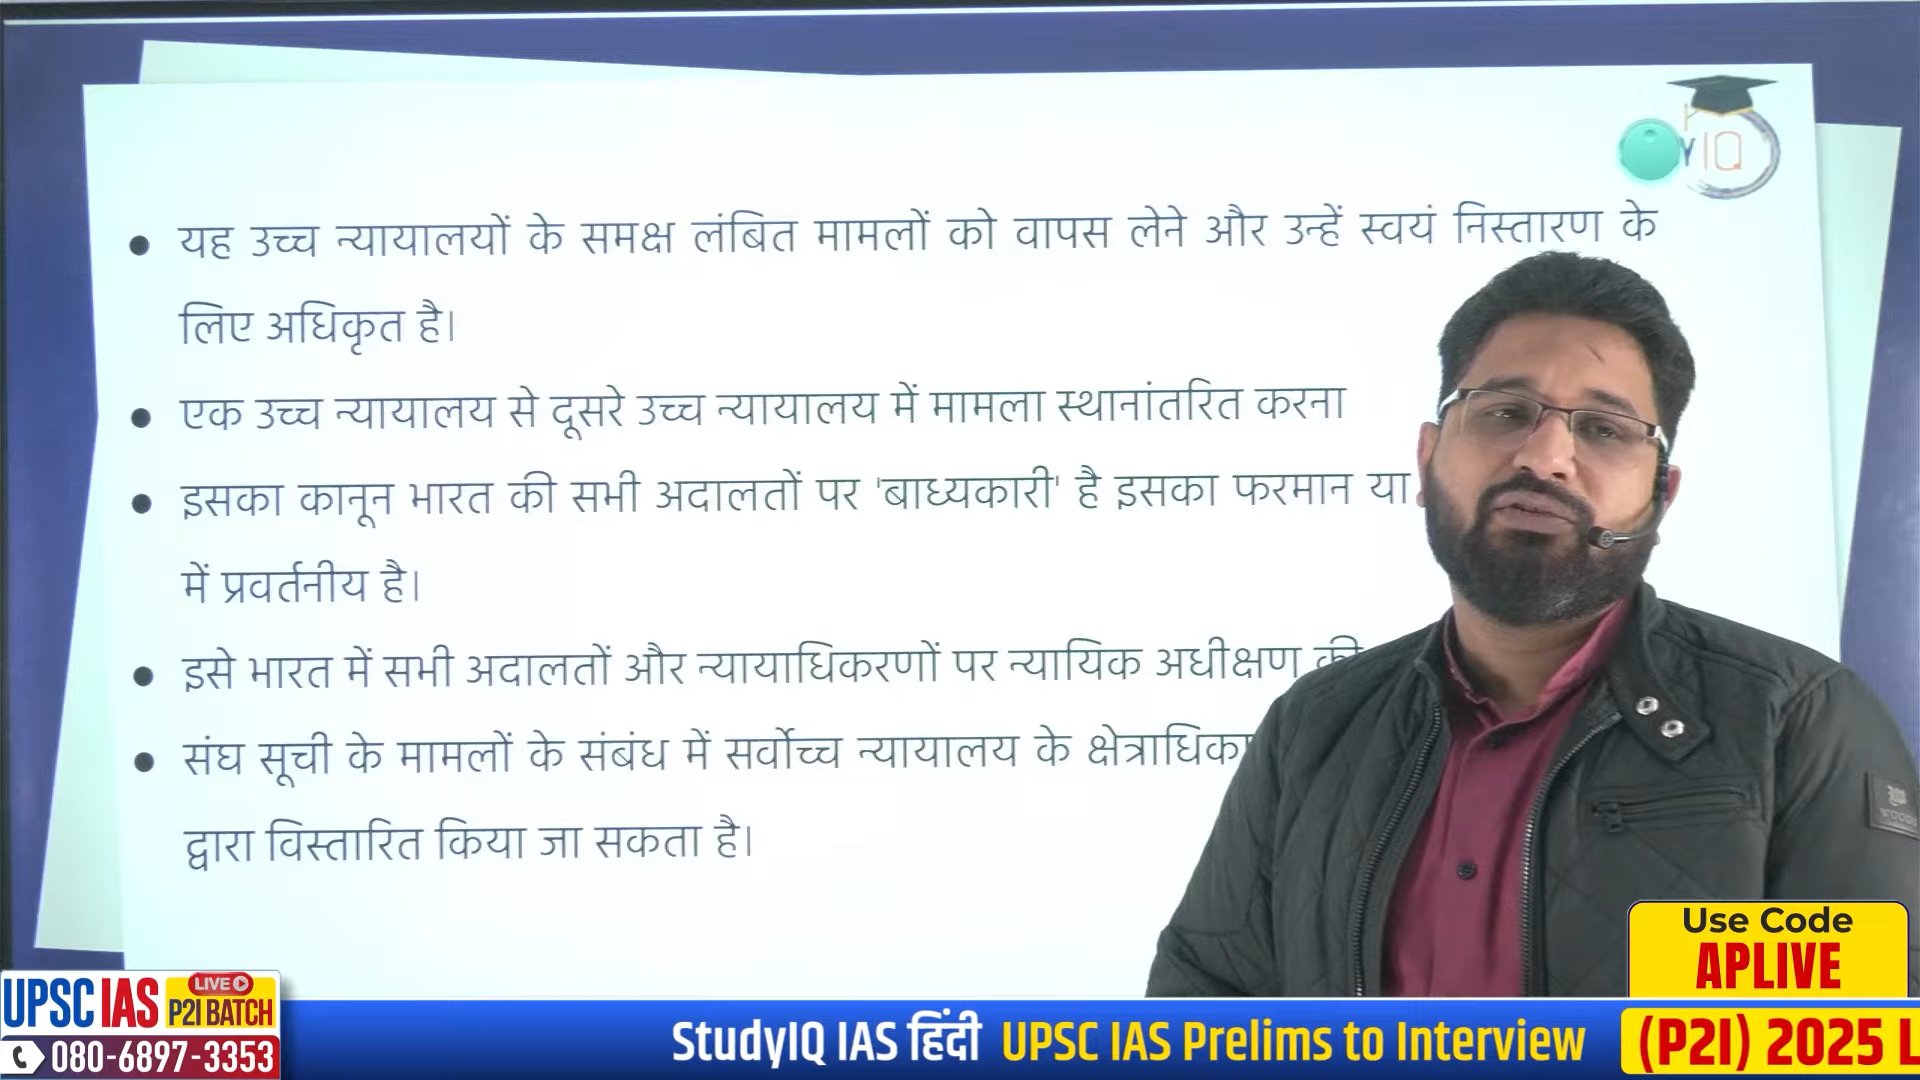 IQ
यह उच्च न्यायालयों के समक्ष लंबित मामलों को वापस लेने और उन्हें स्वयं निस्तारण के
लिए अधिकृत है।
एक उच्च न्यायालय से दूसरे उच्च न्यायालय में मामला स्थानांतरित करना
इसका कानून भारत की सभी अदालतों पर 'बाध्यकारी' है इसका फरमान या
में प्रवर्तनीय है।
इसे भारत में सभी अदालतों और न्यायाधिकरणों पर न्यायिक अधीक्षण की
संघ सूची के मामलों के संबंध में सर्वोच्च न्यायालय के
द्वारा विस्तारित किया जा सकता है।
Use Code
APLIVE
LIVE
UPSC IAS P2I BATCH
080-6897-3353
StudyIQ IAS हिंदी UPSC IAS Prelims to Interview
(P2I) 2025 L